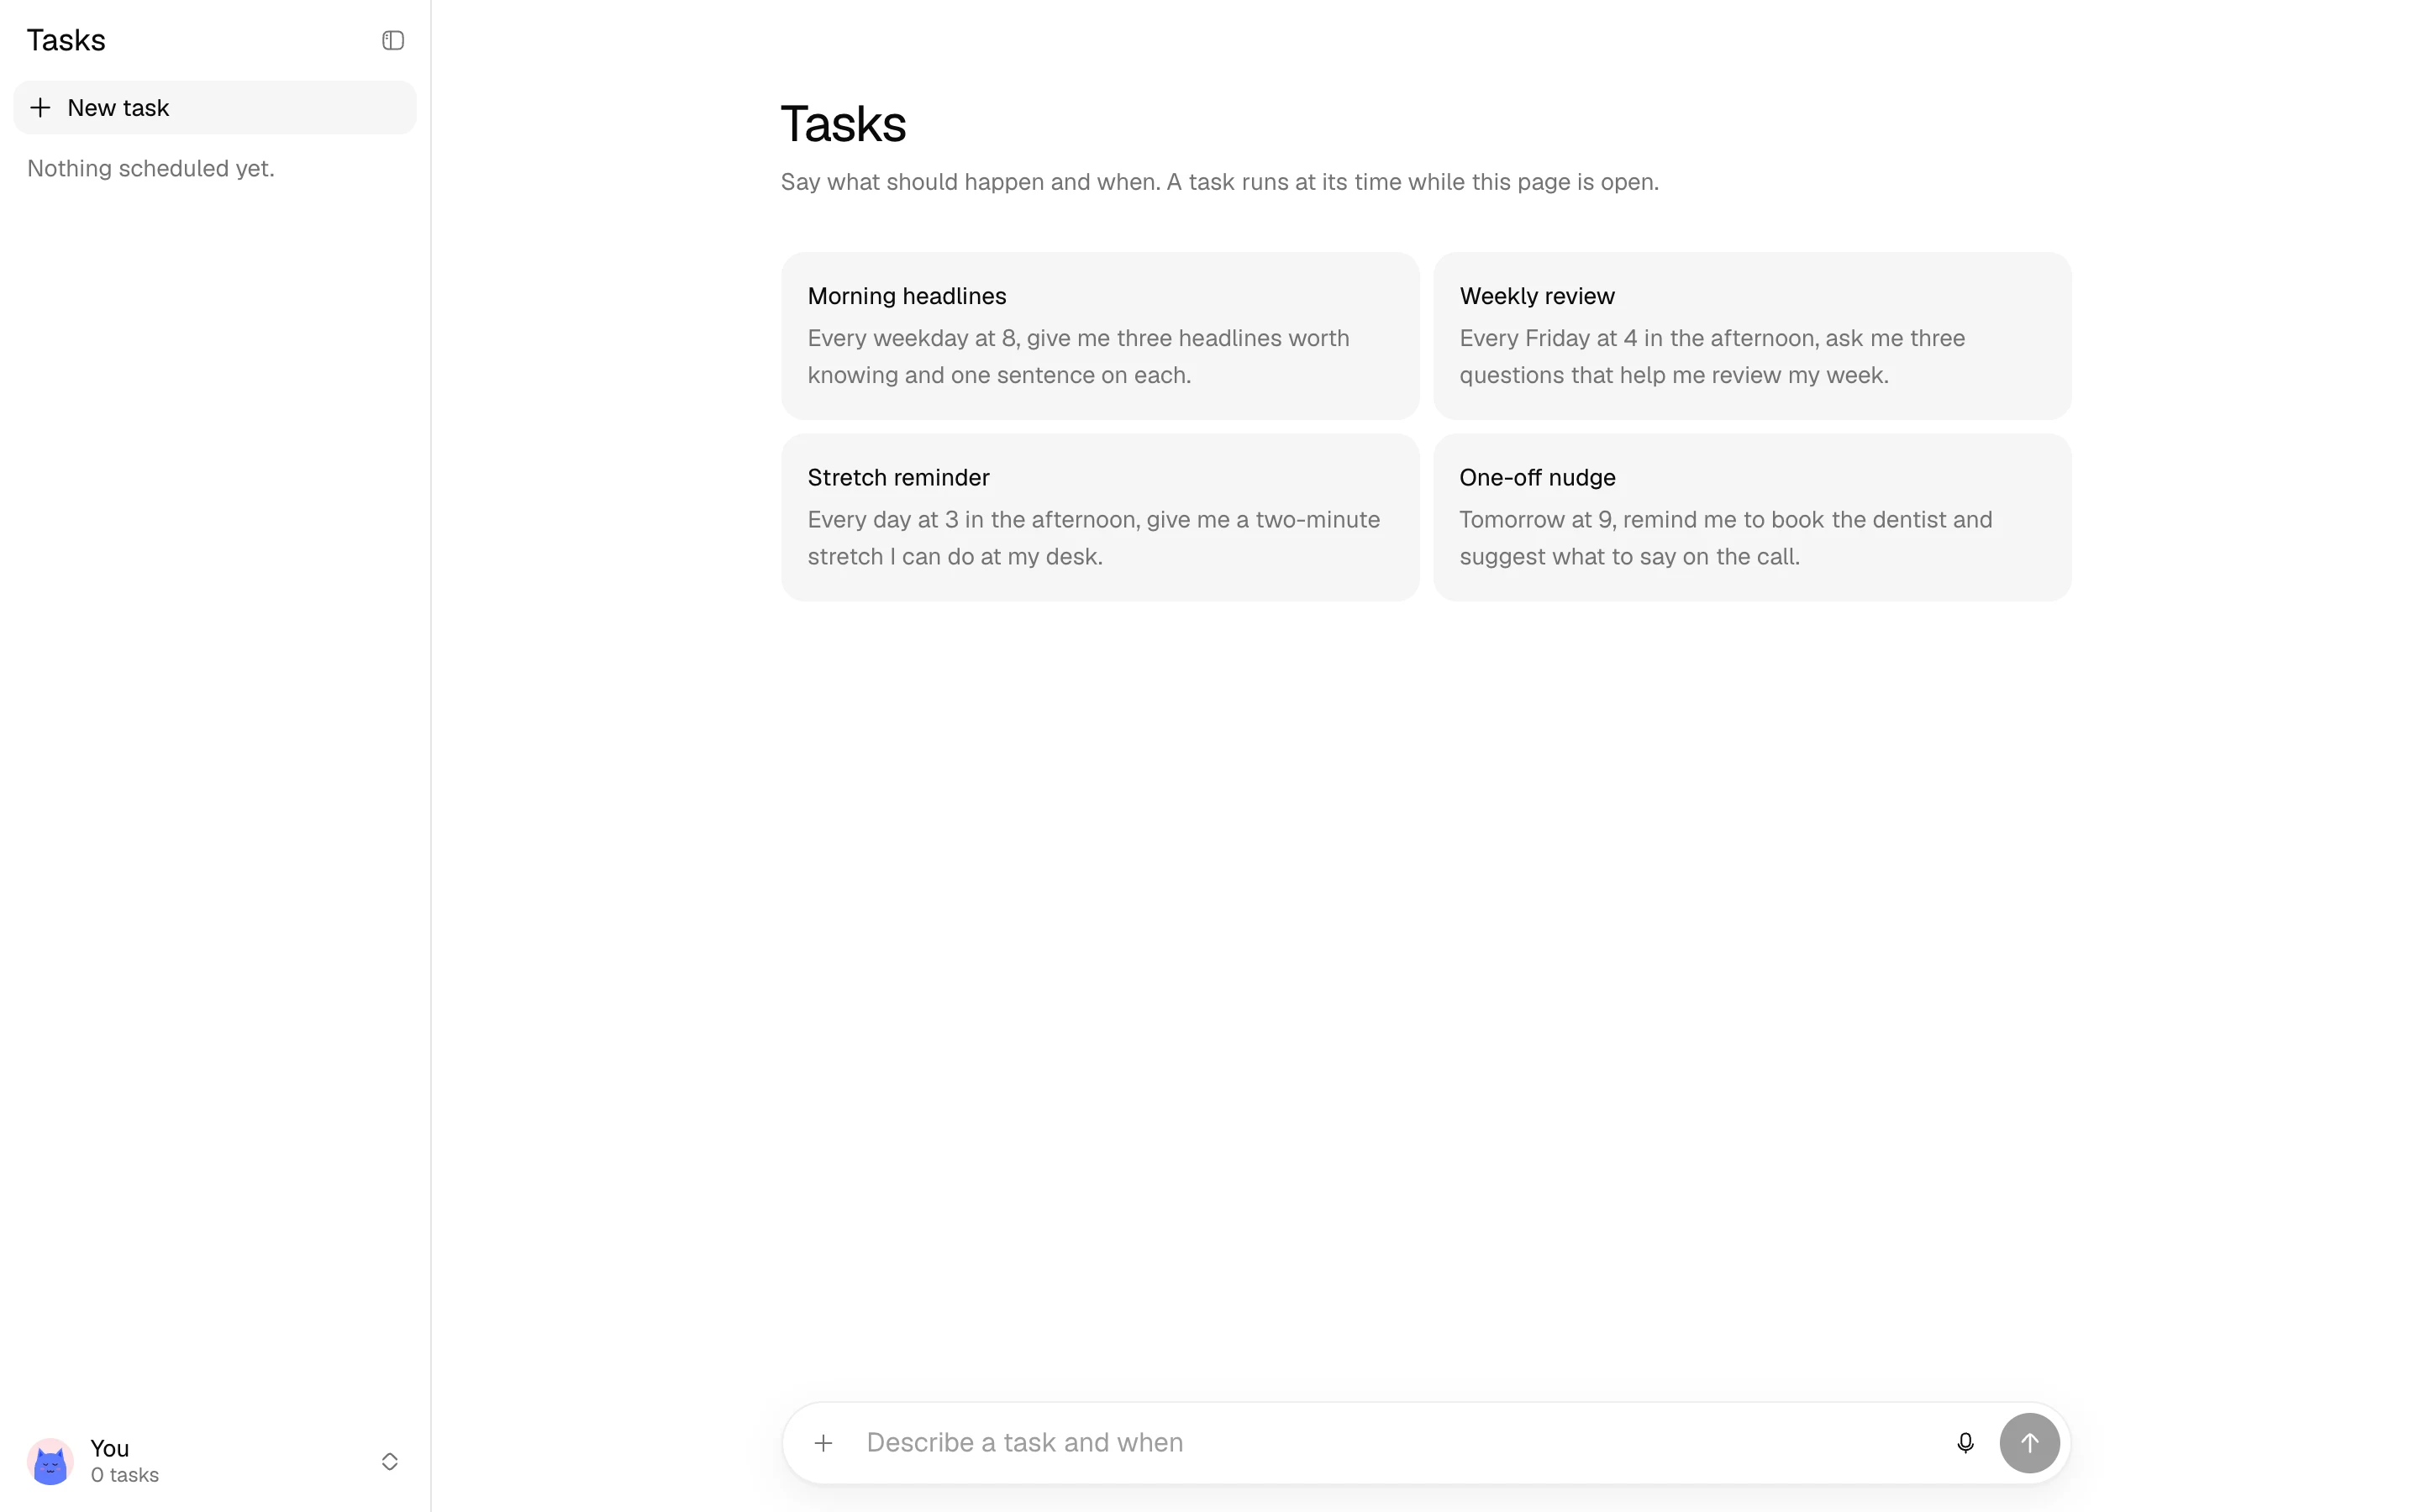 Tasks
New task
Nothing scheduled yet.
Tasks
Say what should happen and when. A task runs at its time while this page is open.
Morning headlines
Every weekday at 8, give me three headlines worth
knowing and one sentence on each.
Weekly review
Every Friday at 4 in the afternoon, ask me three
questions that help me review my week.
Stretch reminder
Every day at 3 in the afternoon, give me a two-minute
stretch I can do at my desk.
One-off nudge
Tomorrow at 9, remind me to book the dentist and
suggest what to say on the call.
Describe a task and when
You
0 tasks